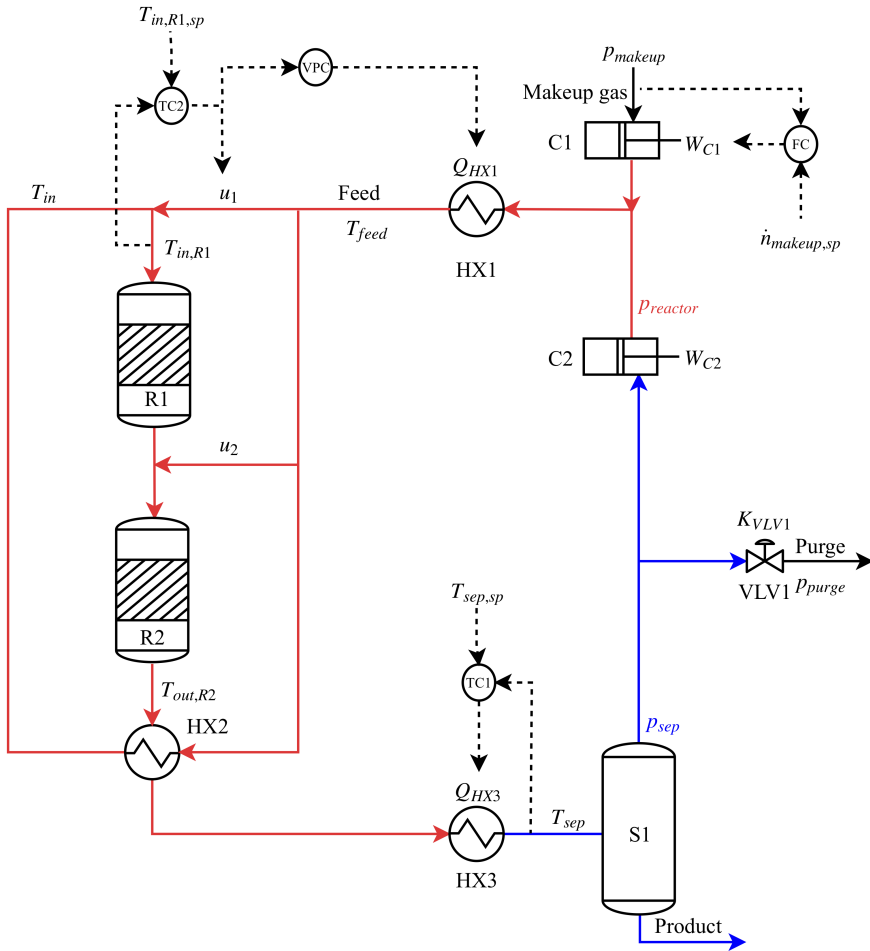 T_{in,R1,sp}
p_{makeup}
VPC
Makeup gas
TC2
C1
W_{C1}
FC
Q_{HX1}
T_{in}
u_1
Feed
T_{feed}
T_{in,R1}
ṅ_{makeup,sp}
HX1
p_{reactor}
C2
W_{C2}
R1
u_2
K_{VLV1}
Purge
VLV1
p_{purge}
T_{sep,sp}
R2
TC1
T_{out,R2}
HX2
p_{sep}
Q_{HX3}
T_{sep}
S1
HX3
Product